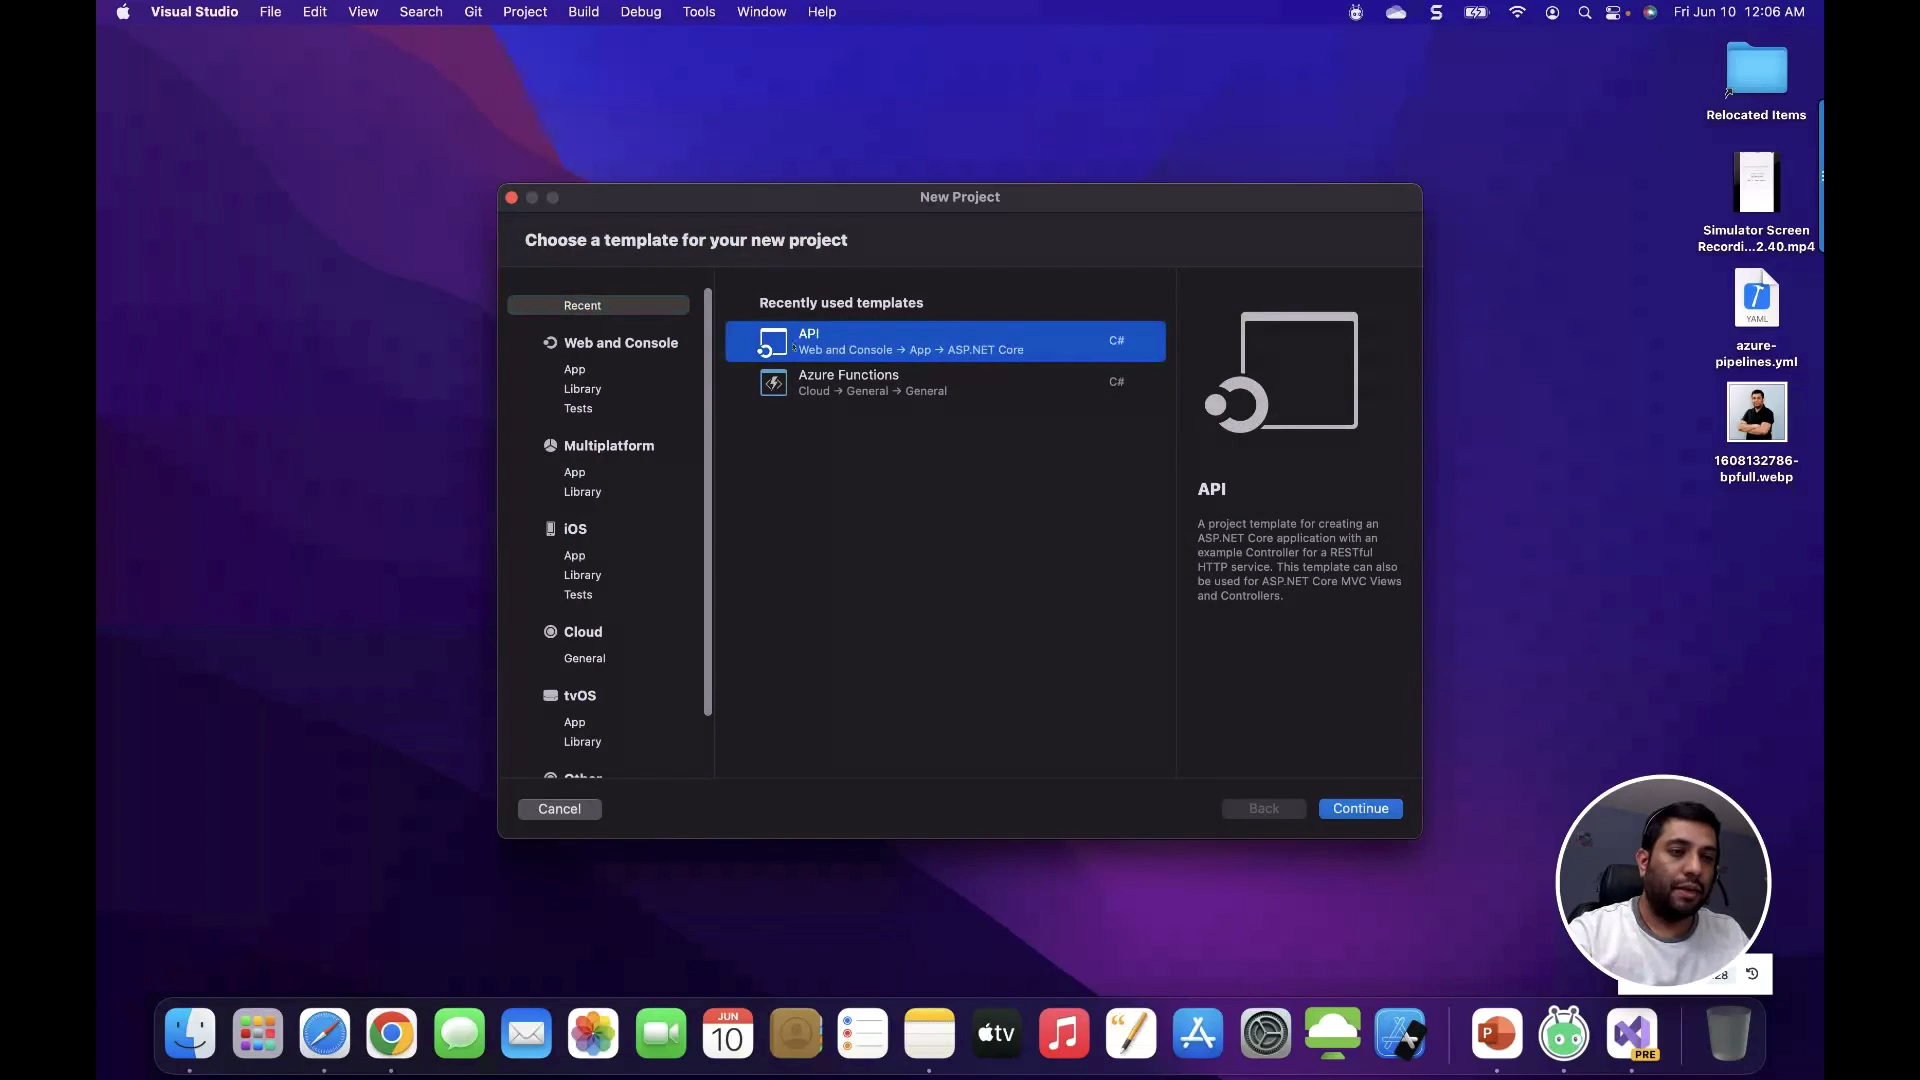 Visual Studio File Edit View Search Git Project Build Debug Tools Window Help
Fri Jun 10 12:06 AM
Relocated Items
Simulator Screen
Recordi...2.40.mp4
YAML
azure-
pipelines.yml
1608132786-
bpfull.webp
New Project
Choose a template for your new project
Recent
Web and Console
App
Library
Tests
Multiplatform
App
Library
iOS
App
Library
Tests
Cloud
General
tvOS
App
Library
Other
Recently used templates
API
Web and Console → App → ASP.NET Core
C#
Azure Functions
Cloud → General → General
C#
API
A project template for creating an
ASP.NET Core application with an
example Controller for a RESTful
HTTP service. This template can also
be used for ASP.NET Core MVC Views
and Controllers.
Cancel
Back
Continue
:28
JUN
10
tv
P
PRE